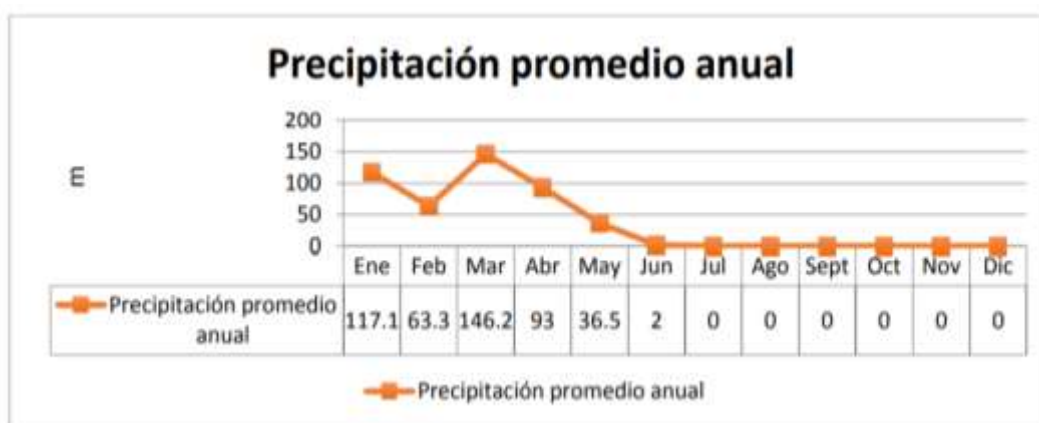 Precipitación promedio anual
m
200
150
100
50
0
Ene Feb Mar Abr May Jun Jul Ago Sept Oct Nov Dic
Precipitación promedio
anual
117.1 63.3 146.2 93 36.5 2 0 0 0 0 0 0
Precipitación promedio anual